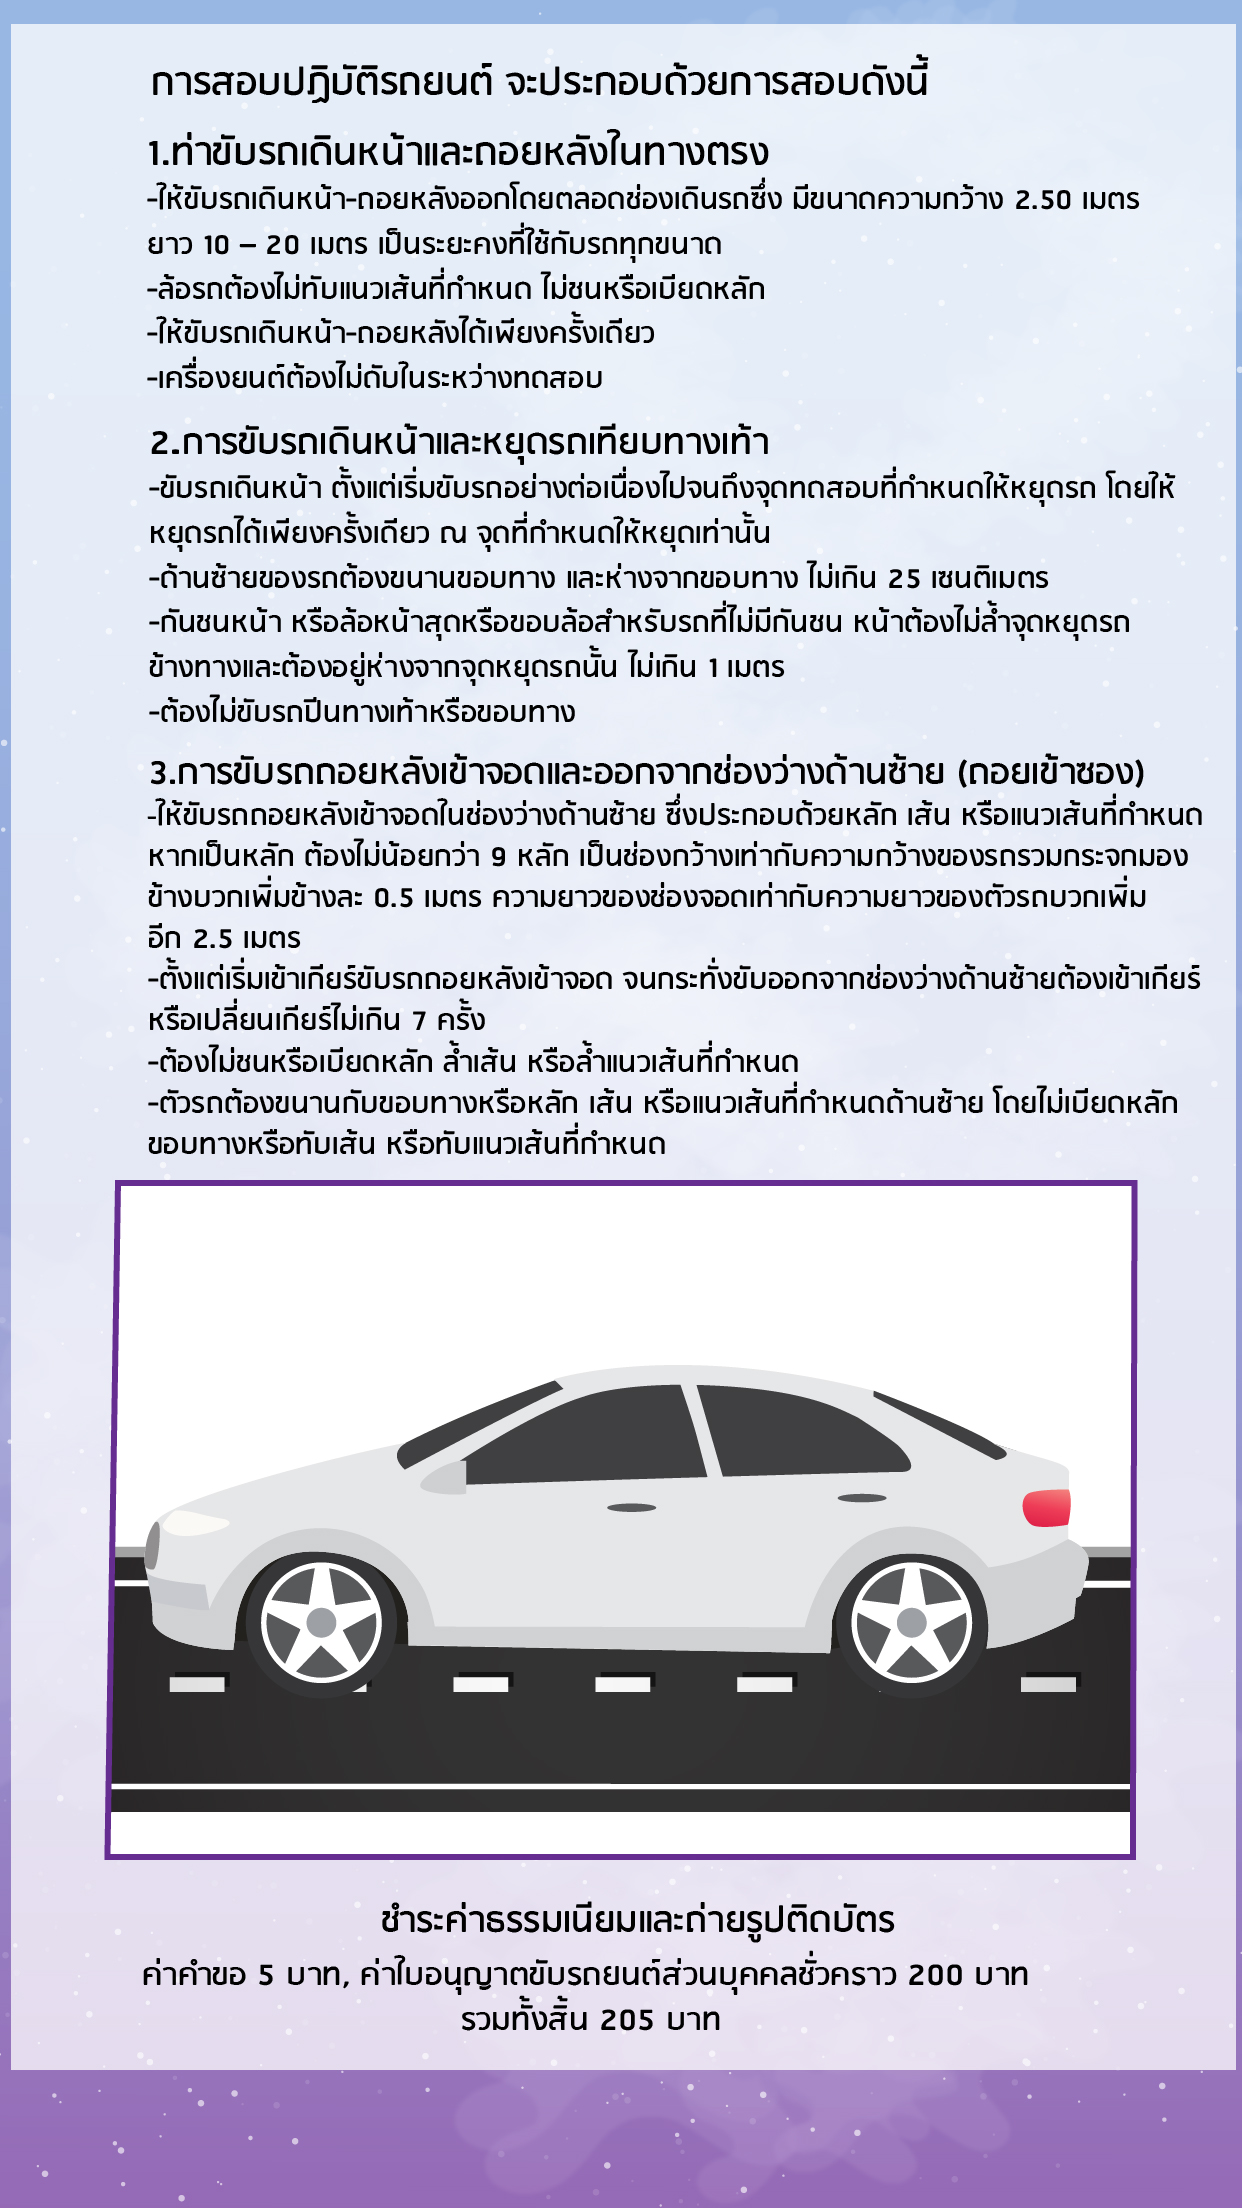 การสอบปฏิบัติรถยนต์ จะประกอบด้วยการสอบดังนี้
1.ท่าขับรถเดินหน้าและถอยหลังในทางตรง
-ให้ขับรถเดินหน้า-ถอยหลังออกโดยตลอดช่องเดินรถซึ่ง มีขนาดความกว้าง 2.50 เมตร
ยาว 10 – 20 เมตร เป็นระยะคงที่ใช้กับรถทุกขนาด
-ล้อรถต้องไม่ทับแนวเส้นที่กำหนด ไม่ชนหรือเบียดหลัก
-ให้ขับรถเดินหน้า-ถอยหลังได้เพียงครั้งเดียว
-เครื่องยนต์ต้องไม่ดับในระหว่างทดสอบ
2.การขับรถเดินหน้าและหยุดรถเทียบทางเท้า
-ขับรถเดินหน้า ตั้งแต่เริ่มขับรถอย่างต่อเนื่องไปจนถึงจุดทดสอบที่กำหนดให้หยุดรถ โดยให้
หยุดรถได้เพียงครั้งเดียว ณ จุดที่กำหนดให้หยุดเท่านั้น
-ด้านซ้ายของรถต้องขนานขอบทาง และห่างจากขอบทาง ไม่เกิน 25 เซนติเมตร
-กันชนหน้า หรือล้อหน้าสุดหรือขอบล้อสำหรับรถที่ไม่มีกันชน หน้าต้องไม่ล้ำจุดหยุดรถ
ข้างทางและต้องอยู่ห่างจากจุดหยุดรถนั้น ไม่เกิน 1 เมตร
-ต้องไม่ขับรถปีนทางเท้าหรือขอบทาง
3.การขับรถถอยหลังเข้าจอดและออกจากช่องว่างด้านซ้าย (ถอยเข้าซอง)
-ให้ขับรถถอยหลังเข้าจอดในช่องว่างด้านซ้าย ซึ่งประกอบด้วยหลัก เส้น หรือแนวเส้นที่กำหนด
หากเป็นหลัก ต้องไม่น้อยกว่า 9 หลัก เป็นช่องกว้างเท่ากับความกว้างของรถรวมกระจกมอง
ข้างบวกเพิ่มข้างละ 0.5 เมตร ความยาวของช่องจอดเท่ากับความยาวของตัวรถบวกเพิ่ม
อีก 2.5 เมตร
-ตั้งแต่เริ่มเข้าเกียร์ขับรถถอยหลังเข้าจอด จนกระทั่งขับออกจากช่องว่างด้านซ้ายต้องเข้าเกียร์
หรือเปลี่ยนเกียร์ไม่เกิน 7 ครั้ง
-ต้องไม่ชนหรือเบียดหลัก ล้ำเส้น หรือล้ำแนวเส้นที่กำหนด
-ตัวรถต้องขนานกับขอบทางหรือหลัก เส้น หรือแนวเส้นที่กำหนดด้านซ้าย โดยไม่เบียดหลัก
ขอบทางหรือทับเส้น หรือทับแนวเส้นที่กำหนด
ชำระค่าธรรมเนียมและถ่ายรูปติดบัตร
ค่าคำขอ 5 บาท, ค่าใบอนุญาตขับรถยนต์ส่วนบุคคลชั่วคราว 200 บาท
รวมทั้งสิ้น 205 บาท